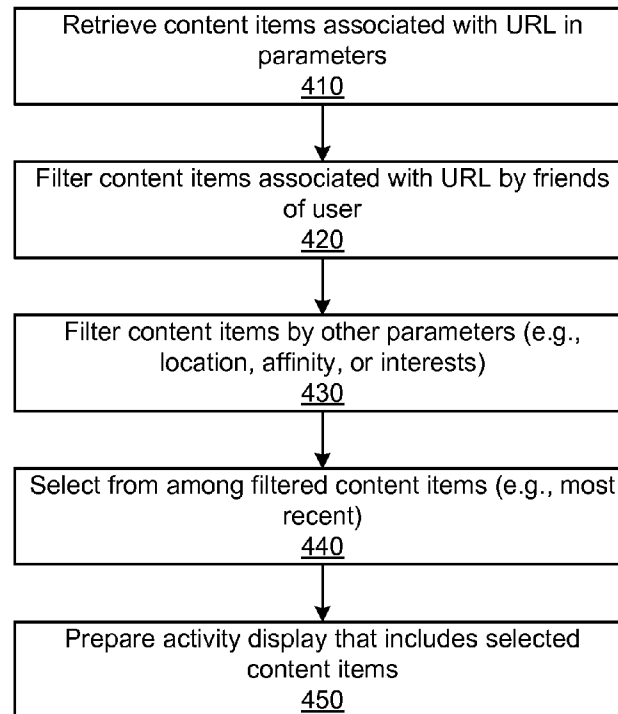 Retrieve content items associated with URL in
parameters
410
Filter content items associated with URL by friends
of user
420
Filter content items by other parameters (e.g.,
location, affinity, or interests)
430
Select from among filtered content items (e.g., most
recent)
440
Prepare activity display that includes selected
content items
450